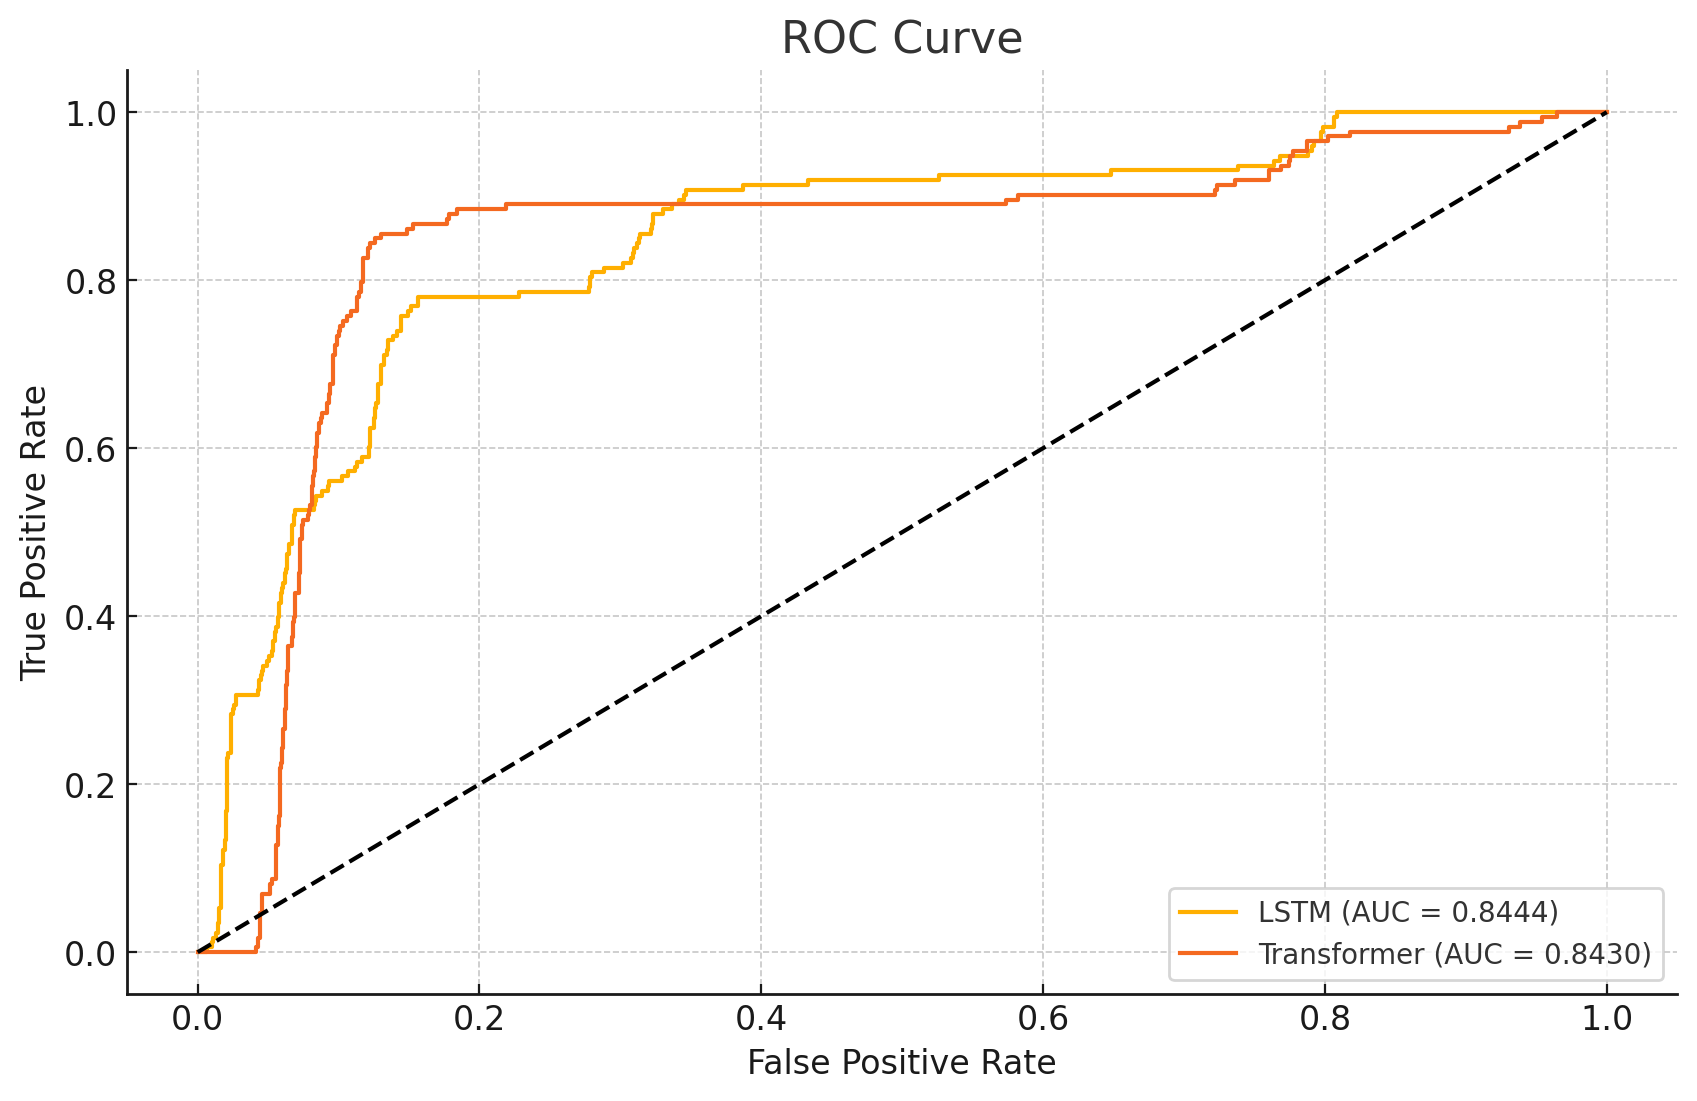 ROC Curve
1.0
0.8
0.6
0.4
0.2
0.0
True Positive Rate
0.0 0.2 0.4 0.6 0.8 1.0
False Positive Rate
LSTM (AUC = 0.8444)
Transformer (AUC = 0.8430)